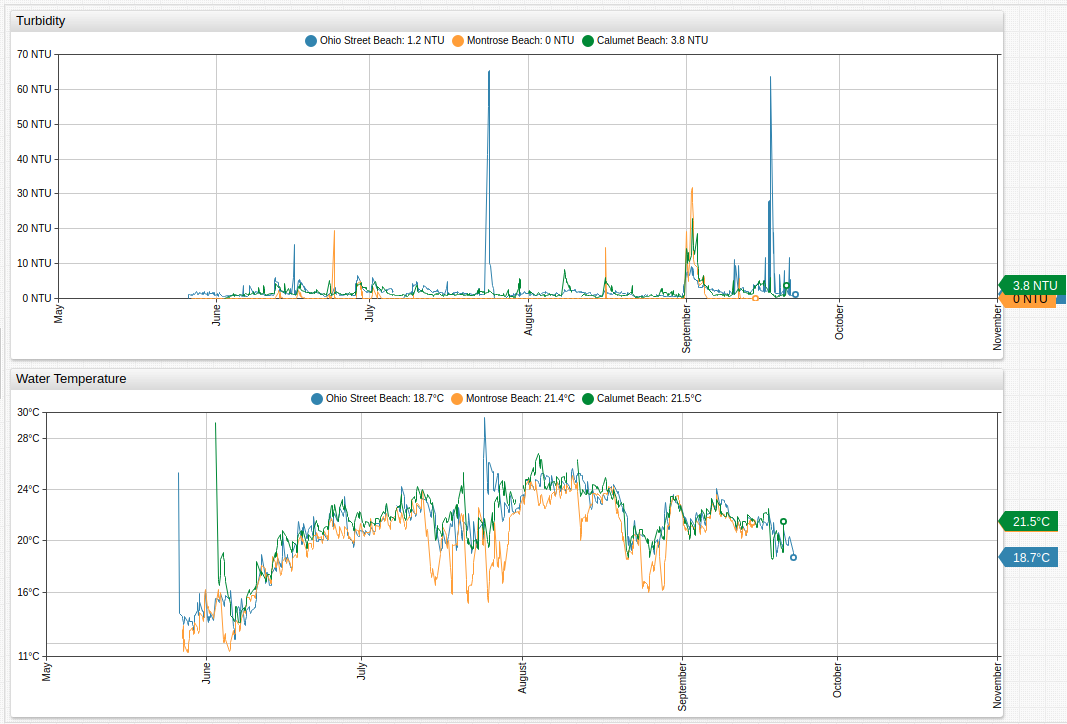 Turbidity
Ohio Street Beach: 1.2 NTU Montrose Beach: 0 NTU Calumet Beach: 3.8 NTU
70 NTU
60 NTU
50 NTU
40 NTU
30 NTU
20 NTU
10 NTU
0 NTU
3.8 NTU
0 NTU
May June July August September October November
Water Temperature
Ohio Street Beach: 18.7°C Montrose Beach: 21.4°C Calumet Beach: 21.5°C
30°C
28°C
24°C
20°C
16°C
11°C
21.5°C
18.7°C
May June July August September October November